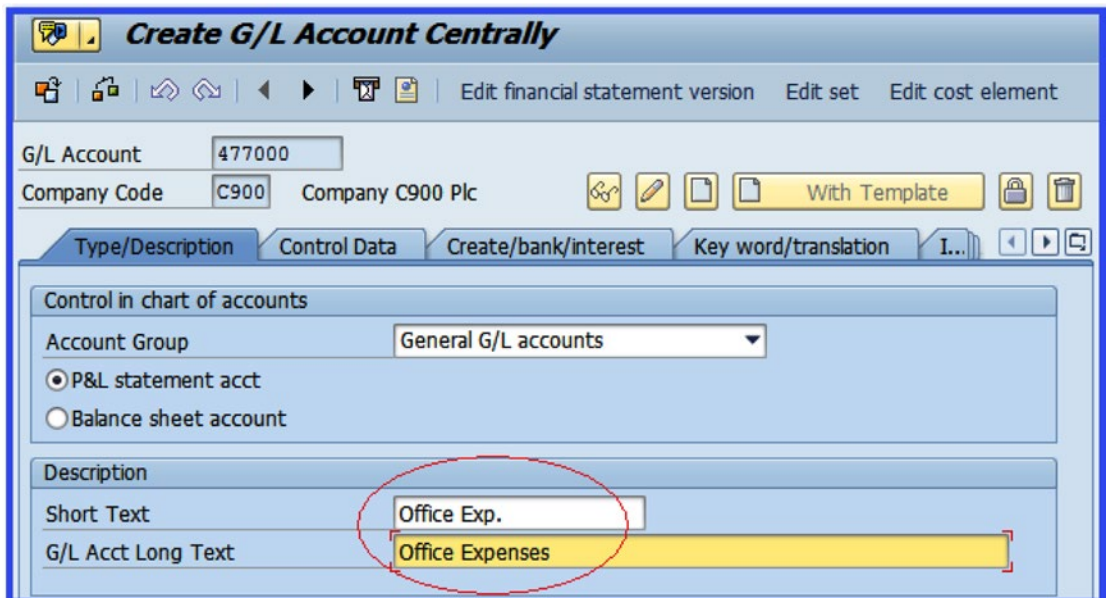 Create G/L Account Centrally
Edit financial statement version Edit set Edit cost element
G/L Account 477000
Company Code C900 Company C900 Plc With Template
Type/Description Control Data Create/bank/interest Key word/translation I...
Control in chart of accounts
Account Group General G/L accounts
P&L statement acct
Balance sheet account
Description
Short Text Office Exp.
G/L Acct Long Text Office Expenses